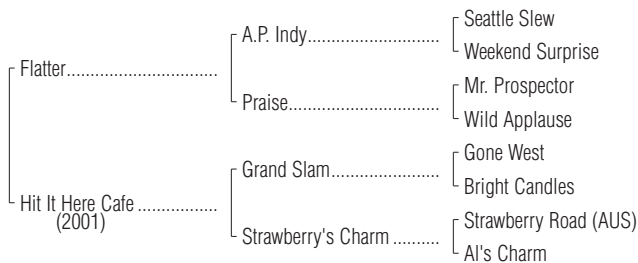 Seattle Slew
A.P. Indy
Weekend Surprise
Flatter
Mr. Prospector
Praise
Wild Applause
Gone West
Grand Slam
Bright Candles
Hit It Here Cafe
(2001)
Strawberry Road (AUS)
Strawberry's Charm
Al's Charm